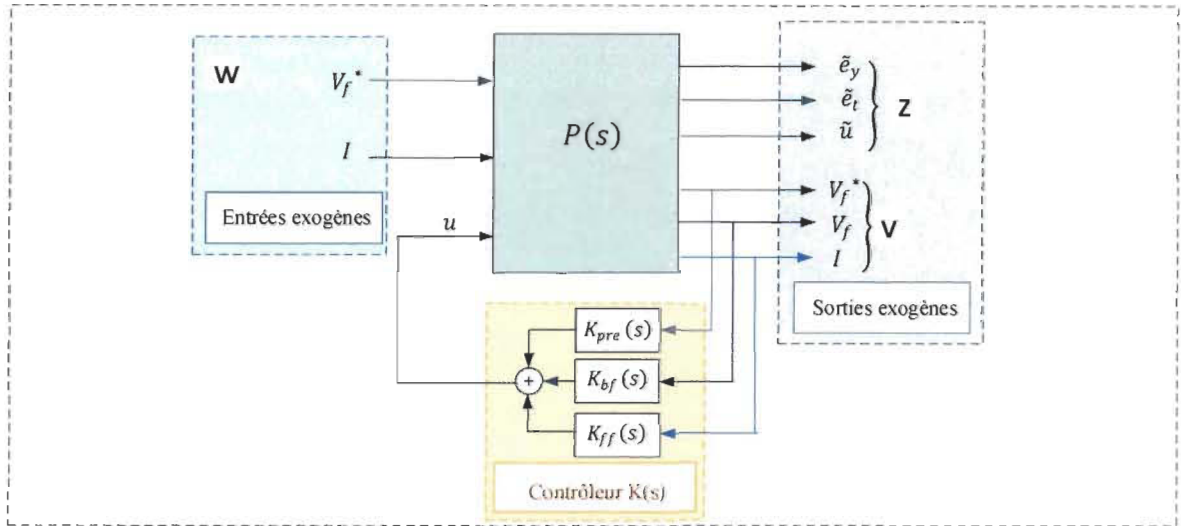 W
V_f*
I
Entrées exogènes
u
P(s)
ẽ_y
ẽ_t
ũ
Z
V_f*
V_f
I
V
Sorties exogènes
K_pre(s)
+
K_bf(s)
K_ff(s)
Contrôleur K(s)